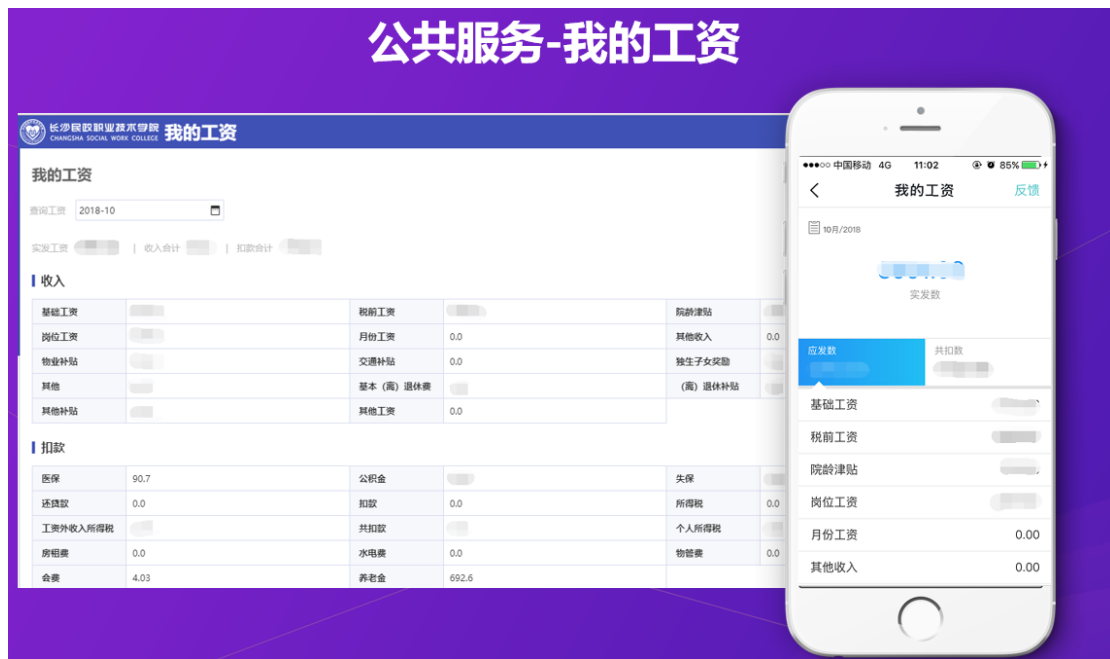 公共服务-我的工资
长沙民政职业技术学院 我的工资
CHANGSHA SOCIAL WORK COLLEGE
我的工资
查询工资 2018-10
实发工资 | 收入合计 | 扣款合计
收入
基础工资 税前工资 院龄津贴
岗位工资 月份工资 0.0 其他收入 0.0
物业补贴 交通补贴 0.0 独生子女奖励
其他 基本(离)退休费 (离)退休补贴
其他补贴 其他工资 0.0
扣款
医保 90.7 公积金 失保
还贷款 0.0 扣款 0.0 所得税 0.0
工资外收入所得税 共扣款 个人所得税
房租费 0.0 水电费 0.0 物管费 0.0
会费 4.03 养老金 692.6
中国移动 4G 11:02 85%
我的工资 反馈
10月/2018
实发数
应发数 共扣数
基础工资
税前工资
院龄津贴
岗位工资
月份工资 0.00
其他收入 0.00